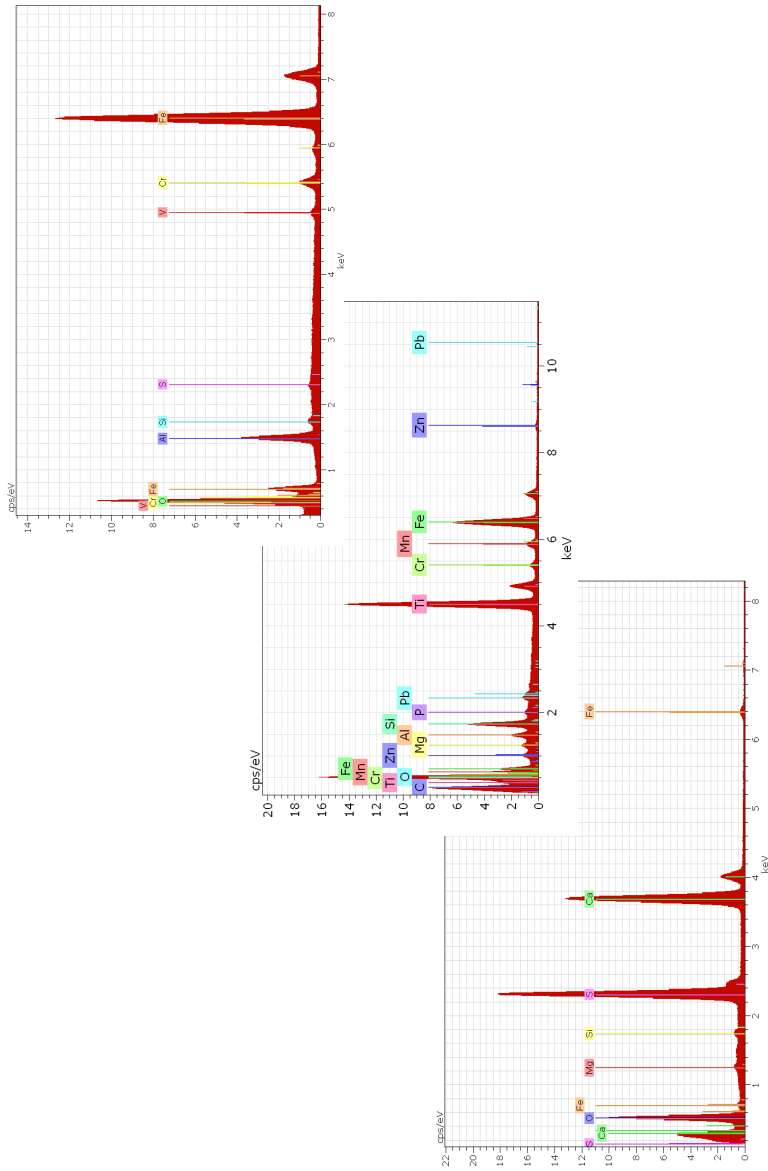 cps/eV
14
12
10
V
8
Cr Fe
O Al Si S V Cr Fe
6
4
2
0
1 2 3 4 5 6 7 8
keV
cps/eV
20
18
16
14
Fe
Mn
12
Cr
Ti Zn Si
10
O Al Pb Mn
C Mg P Ti Cr Fe Zn Pb
8
6
4
2
0
2 4 6 8 10
keV
cps/eV
22
20
18
16
14
12
Fe
S O Mg Si S Ca Fe
Ca
10
8
6
4
2
0
1 2 3 4 5 6 7 8
keV